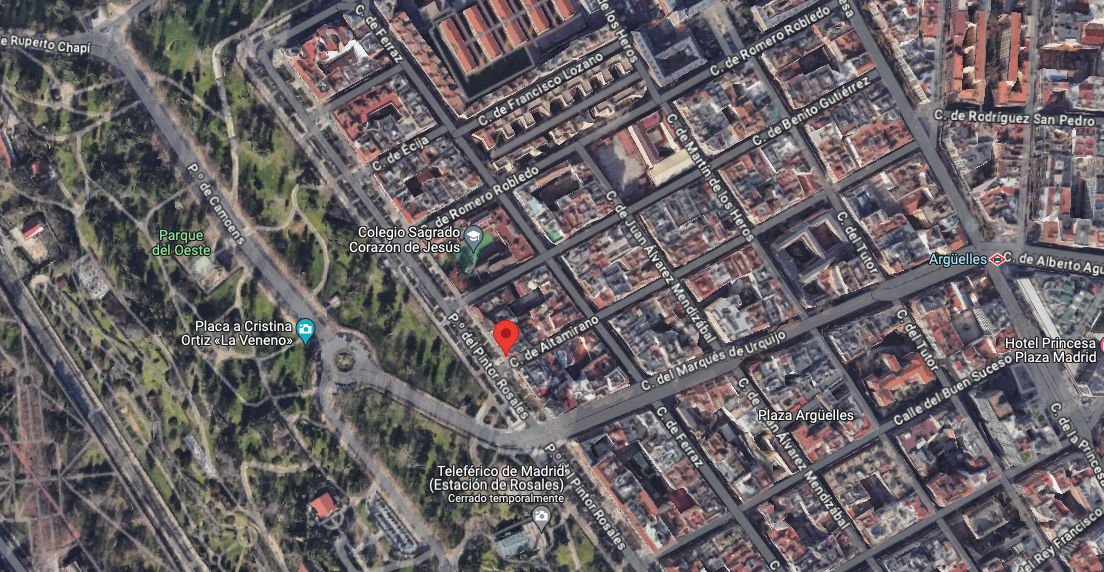 C. de Ferraz
de los Heros
C. de Romero Robledo
esa
e Ruperto Chapí
C. de Francisco Lozano
C. de Benito Gutiérrez
C. de Rodríguez San Pedro
C. de Écija
C. de Martín de los Heros
P.º de Camoens
de Romero Robledo
C. de Juan Álvarez Mendizábal
C. del Tutor
Parque
del Oeste
Colegio Sagrado
Corazón de Jesús
Argüelles
C. de Alberto Agu
Placa a Cristina
Ortiz «La Veneno»
P.º del Pintor Rosales
C. de Altamirano
C. del Marqués de Urquijo
C. del Tutor
Hotel Princesa
Plaza Madrid
Calle del Buen Suceso
C. de Ferraz
C. de Juan Álvarez Mendizábal
Plaza Argüelles
C. de la Princesa
Teleférico de Madrid
(Estación de Rosales)
Cerrado temporalmente
P.º Pintor Rosales
C.
del Rey Francisco